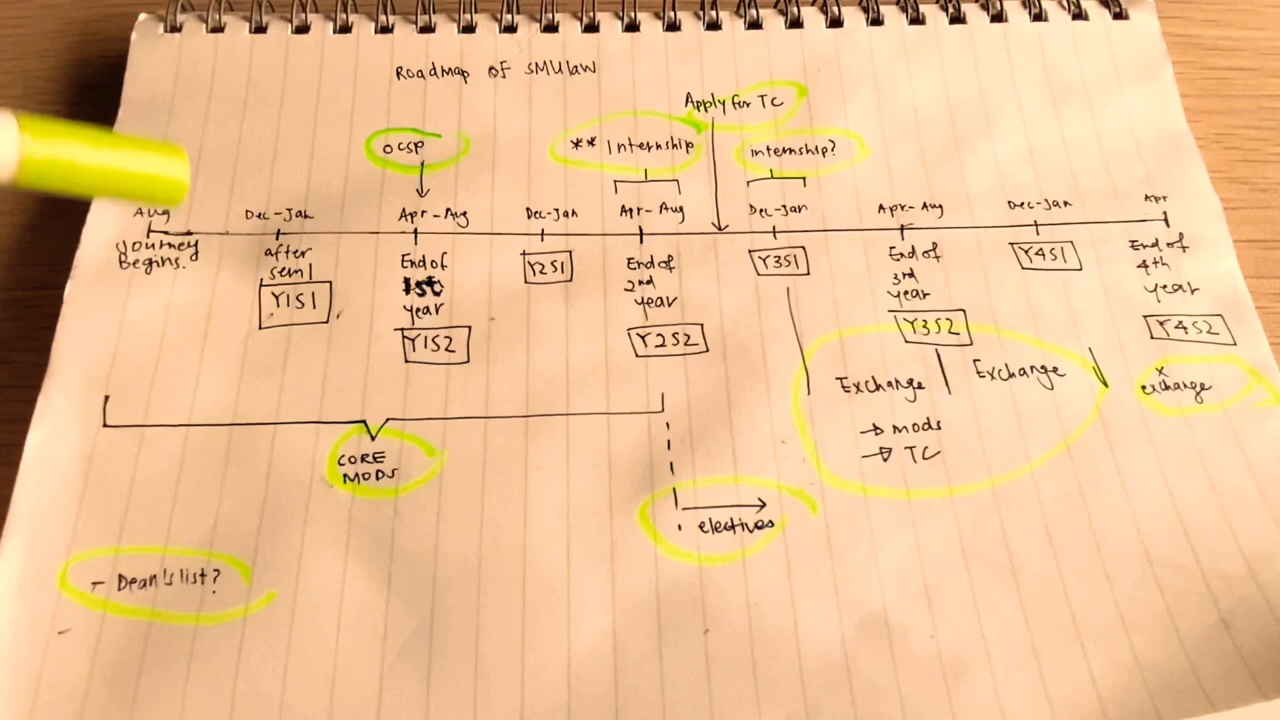 Roadmap of SMU law
Apply for TC
OCSP
** Internship
internship?
Aug
Dec-Jan
Apr-Aug
Dec-Jan
Apr-Aug
Dec-Jan
Apr-Aug
Dec-Jan
Apr
Journey
Begins.
after
sem 1
Y1S1
End of
1st
year
Y1S2
Y2S1
End of
2nd
year
Y2S2
Y3S1
End of
3rd
year
Y3S2
Y4S1
End of
4th
year
Y4S2
Exchange
Exchange
→ mods
→ TC
x
exchange
CORE
MODS
electives
- Dean's list?